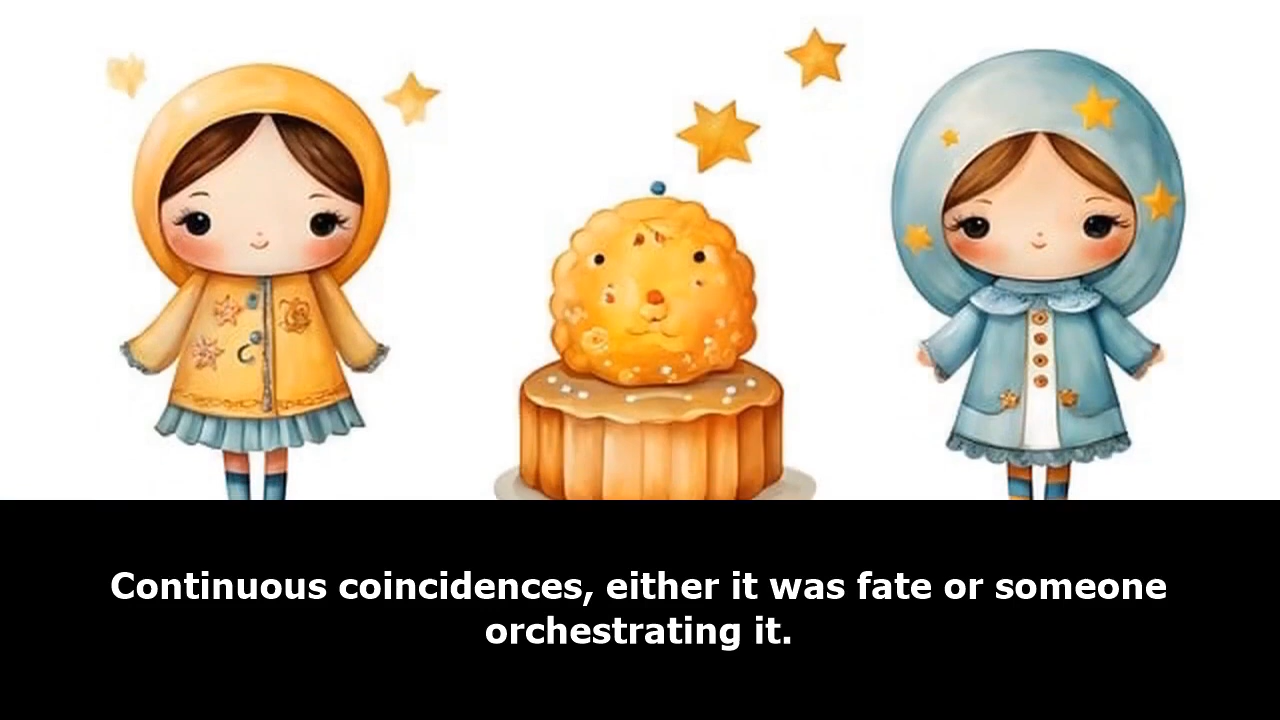 Continuous coincidences, either it was fate or someone
orchestrating it.